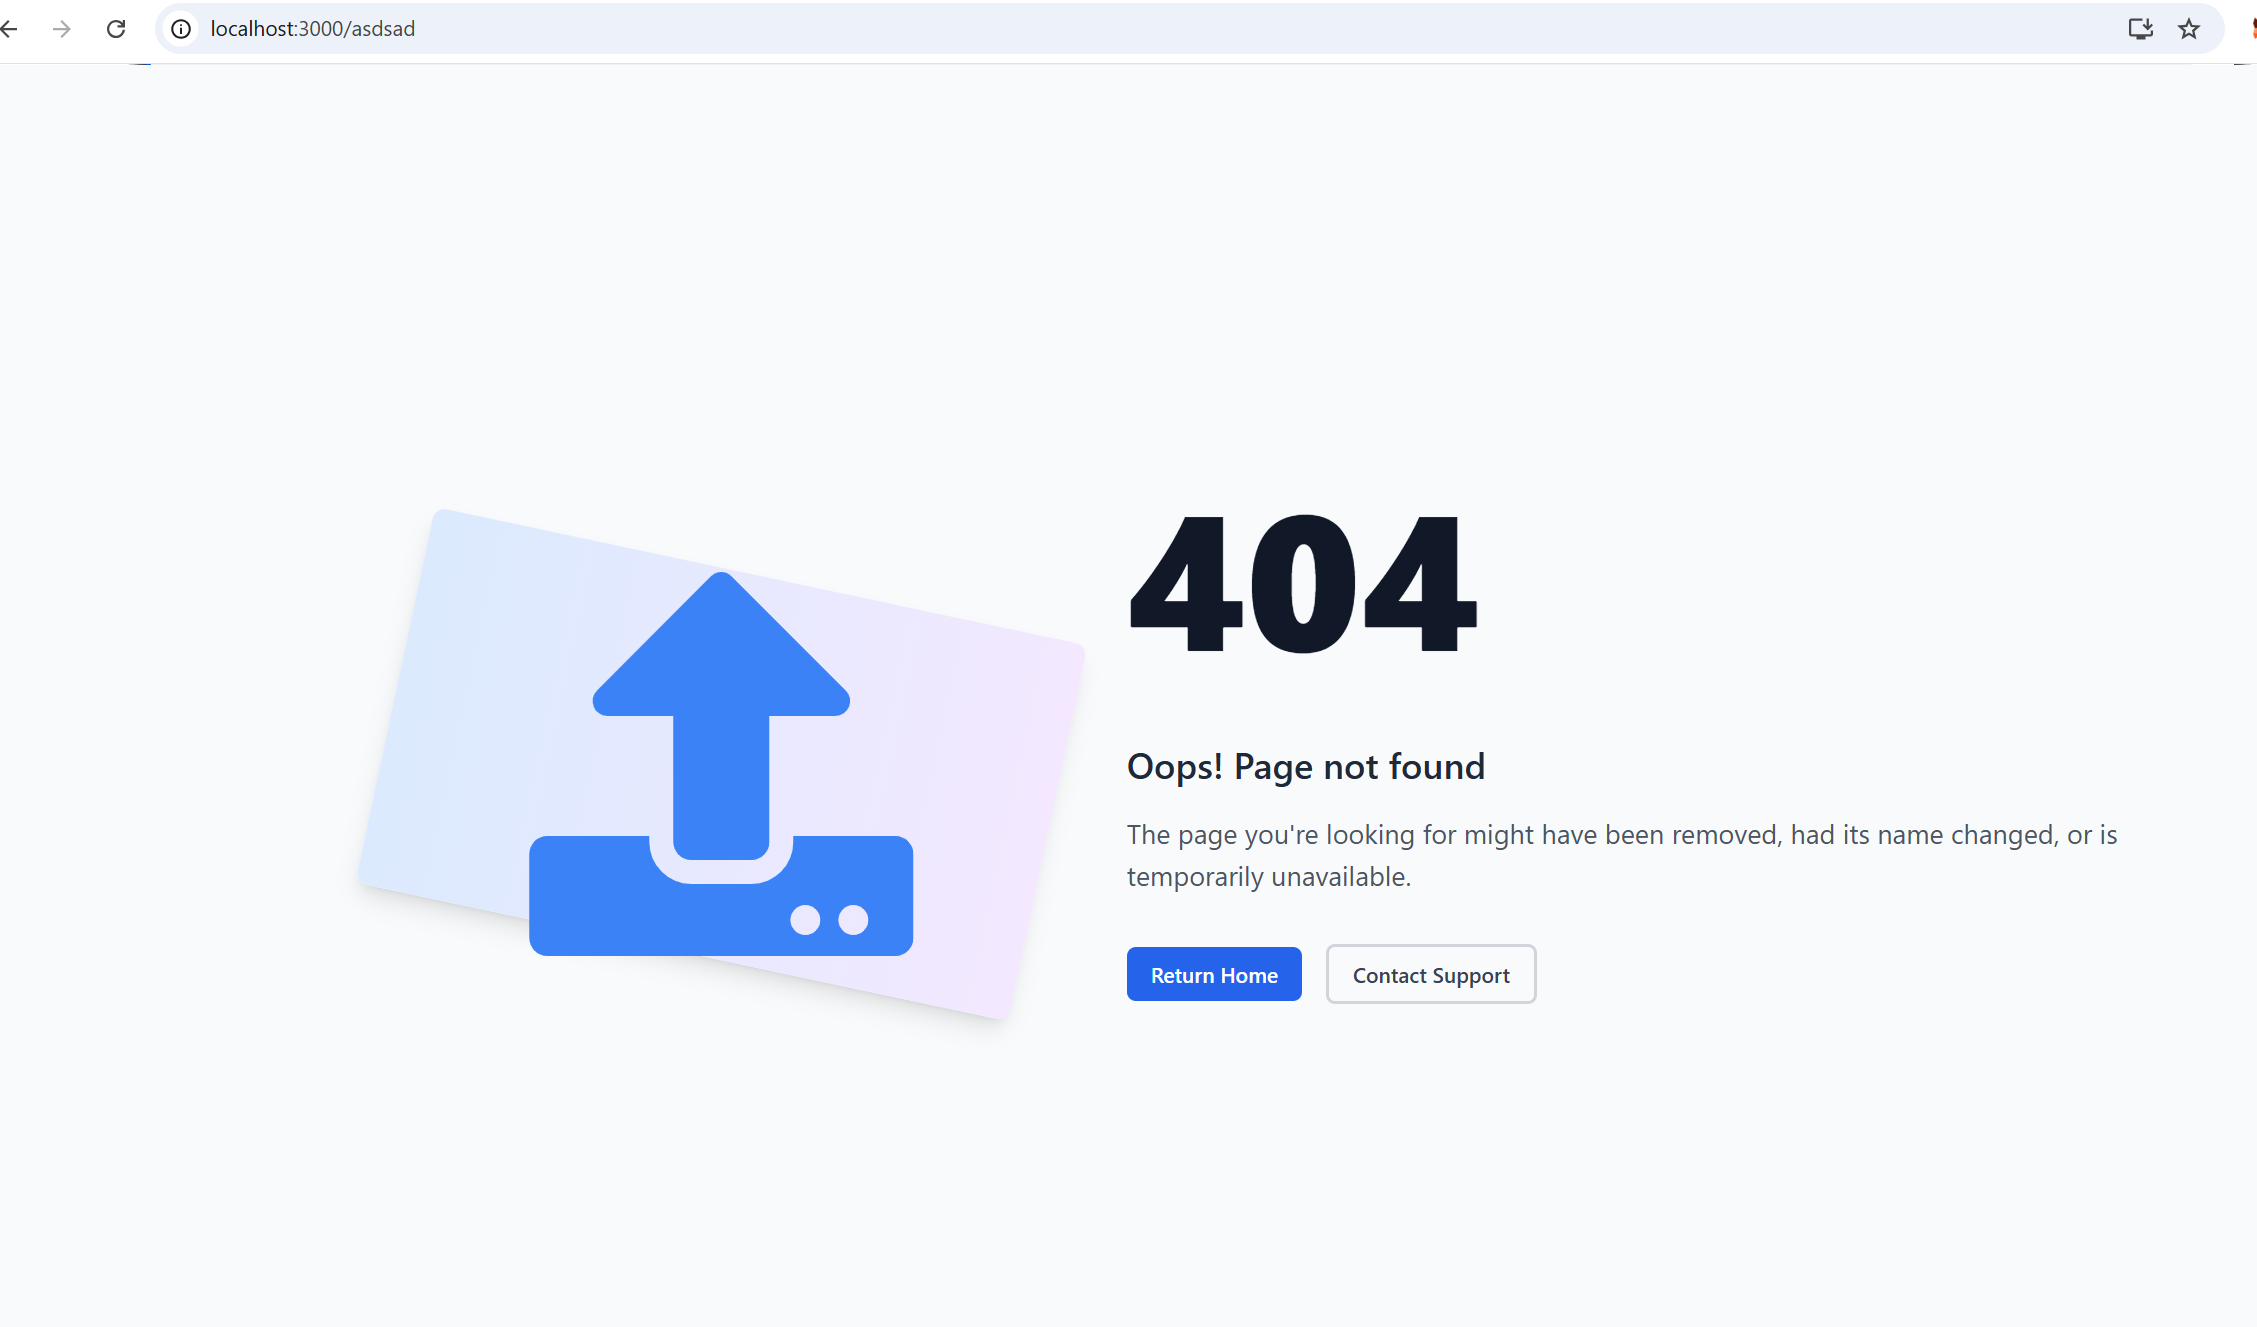 localhost:3000/asdsad
404
Oops! Page not found
The page you're looking for might have been removed, had its name changed, or is
temporarily unavailable.
Return Home
Contact Support